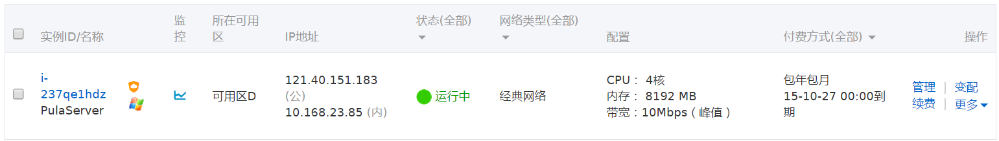 实例ID/名称
监
控
所在可用
区
IP地址
状态(全部)
网络类型(全部)
配置
付费方式(全部)
操作
i-
237qe1hdz
PulaServer
可用区D
121.40.151.183
(公)
10.168.23.85 (内)
运行中
经典网络
CPU： 4核
内存： 8192 MB
带宽：10Mbps（峰值）
包年包月
15-10-27 00:00到
期
管理 | 变配
续费 | 更多